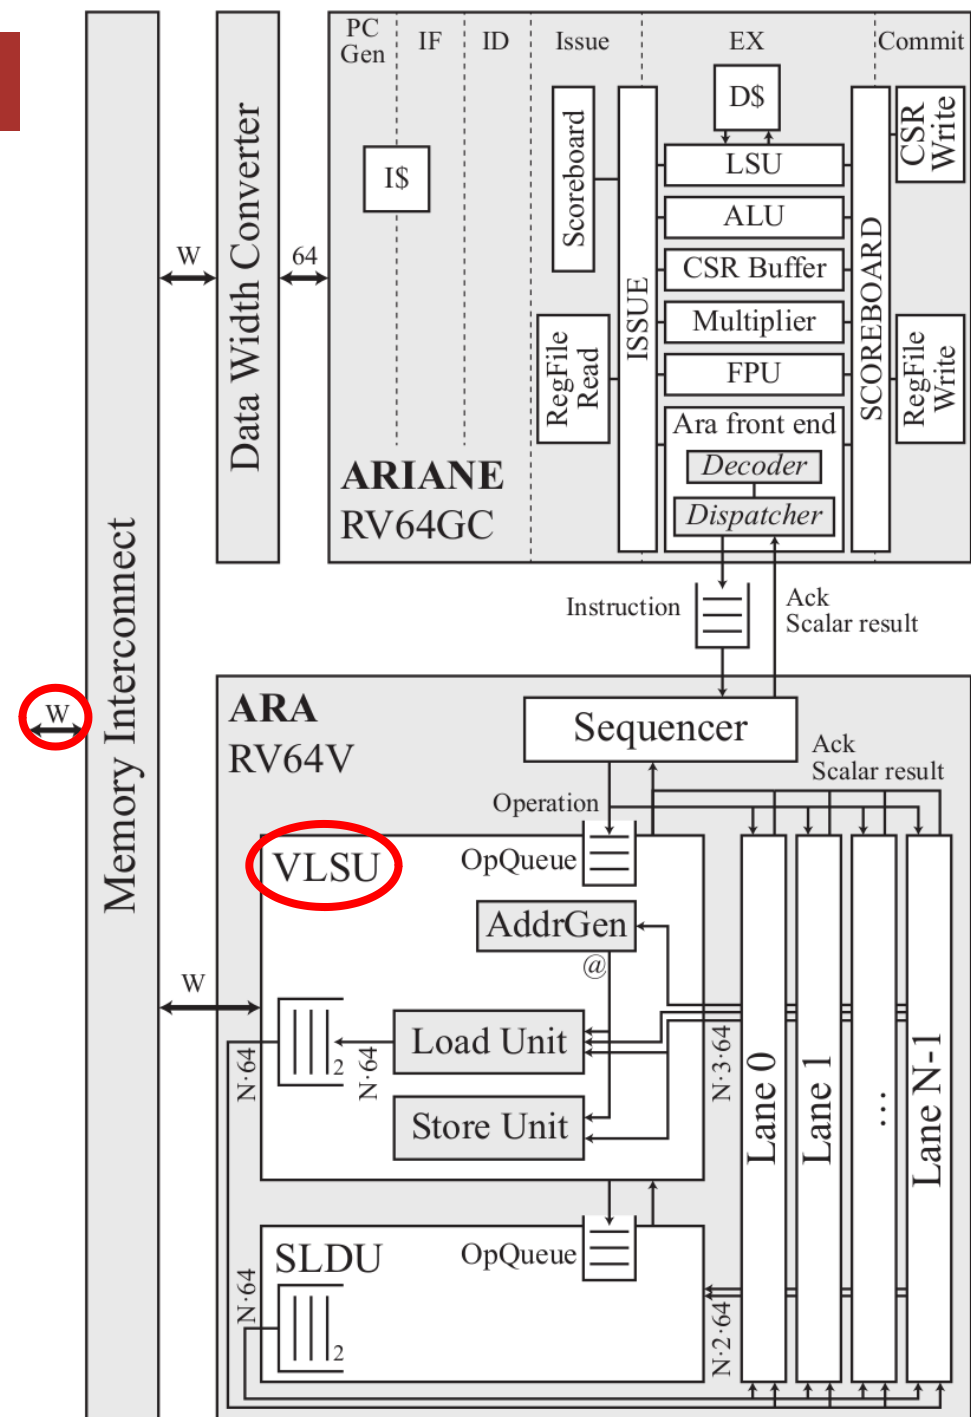 PC
Gen
IF
ID
Issue
EX
Commit
D$
I$
Scoreboard
ISSUE
LSU
ALU
CSR Buffer
Multiplier
FPU
Ara front end
Decoder
Dispatcher
RegFile
Read
SCOREBOARD
CSR
Write
RegFile
Write
W
64
Data Width Converter
ARIANE
RV64GC
Memory Interconnect
W
Instruction
Ack
Scalar result
ARA
RV64V
Sequencer
Ack
Scalar result
Operation
VLSU
OpQueue
AddrGen
@
W
2
Load Unit
N·64
N·64
N·3·64
Store Unit
Lane 0
Lane 1
...
Lane N-1
SLDU
OpQueue
N·64
2
N·2·64